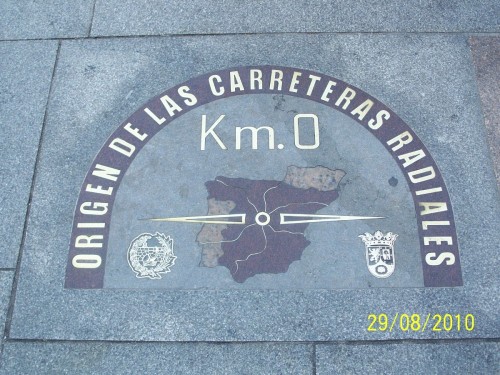 ORIGEN DE LAS CARRETERAS RADIALES
Km.0
29/08/2010